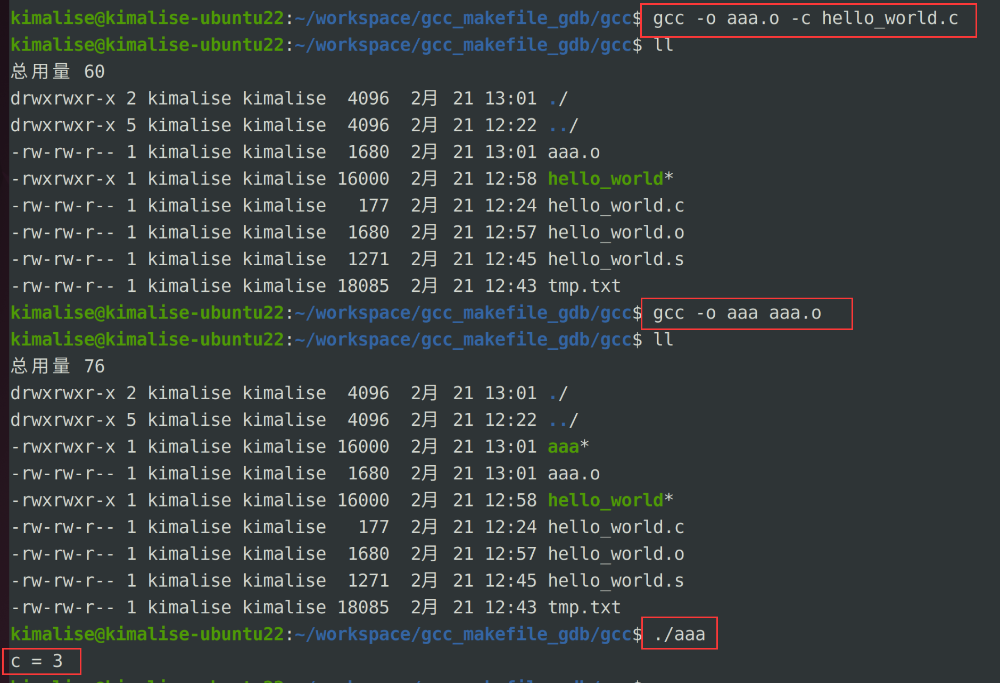 kimalise@kimalise-ubuntu22:~/workspace/gcc_makefile_gdb/gcc$ gcc -o aaa.o -c hello_world.c
kimalise@kimalise-ubuntu22:~/workspace/gcc_makefile_gdb/gcc$ ll
总用量 60
drwxrwxr-x 2 kimalise kimalise  4096  2月 21 13:01 ./
drwxrwxr-x 5 kimalise kimalise  4096  2月 21 12:22 ../
-rw-rw-r-- 1 kimalise kimalise  1680  2月 21 13:01 aaa.o
-rwxrwxr-x 1 kimalise kimalise 16000  2月 21 12:58 hello_world*
-rw-rw-r-- 1 kimalise kimalise   177  2月 21 12:24 hello_world.c
-rw-rw-r-- 1 kimalise kimalise  1680  2月 21 12:57 hello_world.o
-rw-rw-r-- 1 kimalise kimalise  1271  2月 21 12:45 hello_world.s
-rw-rw-r-- 1 kimalise kimalise 18085  2月 21 12:43 tmp.txt
kimalise@kimalise-ubuntu22:~/workspace/gcc_makefile_gdb/gcc$ gcc -o aaa aaa.o
kimalise@kimalise-ubuntu22:~/workspace/gcc_makefile_gdb/gcc$ ll
总用量 76
drwxrwxr-x 2 kimalise kimalise  4096  2月 21 13:01 ./
drwxrwxr-x 5 kimalise kimalise  4096  2月 21 12:22 ../
-rwxrwxr-x 1 kimalise kimalise 16000  2月 21 13:01 aaa*
-rw-rw-r-- 1 kimalise kimalise  1680  2月 21 13:01 aaa.o
-rwxrwxr-x 1 kimalise kimalise 16000  2月 21 12:58 hello_world*
-rw-rw-r-- 1 kimalise kimalise   177  2月 21 12:24 hello_world.c
-rw-rw-r-- 1 kimalise kimalise  1680  2月 21 12:57 hello_world.o
-rw-rw-r-- 1 kimalise kimalise  1271  2月 21 12:45 hello_world.s
-rw-rw-r-- 1 kimalise kimalise 18085  2月 21 12:43 tmp.txt
kimalise@kimalise-ubuntu22:~/workspace/gcc_makefile_gdb/gcc$ ./aaa
c = 3